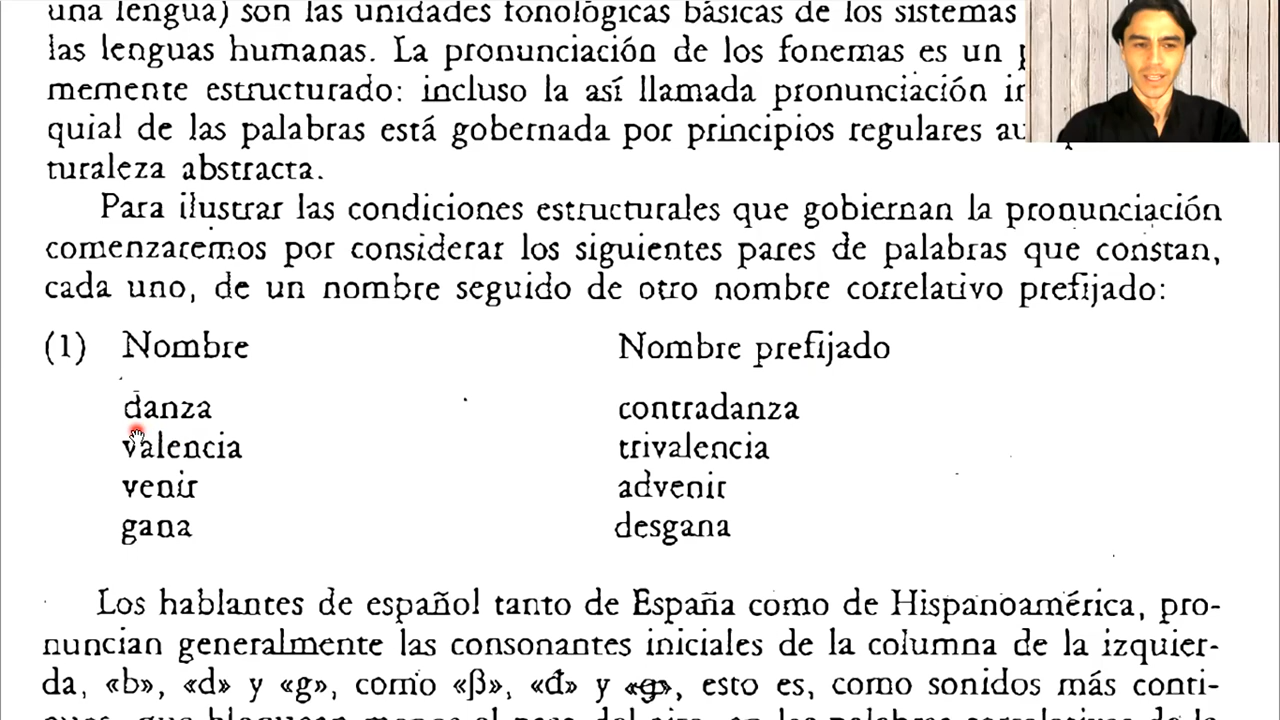 una lengua) son las unidades fonológicas básicas de los sistemas
las lenguas humanas. La pronunciación de los fonemas es un
memente estructurado: incluso la así llamada pronunciación
quial de las palabras está gobernada por principios regulares
turaleza abstracta.
Para ilustrar las condiciones estructurales que gobiernan la pronunciación
comenzaremos por considerar los siguientes pares de palabras que constan,
cada uno, de un nombre seguido de otro nombre correlativo prefijado:
(1) Nombre Nombre prefijado
danza contradanza
valencia trivalencia
venir advenir
gana desgana
Los hablantes de español tanto de España como de Hispanoamérica, pro-
nuncian generalmente las consonantes iniciales de la columna de la izquier-
da, «b», «d» y «g», como «β», «đ» y «g», esto es, como sonidos más conti-